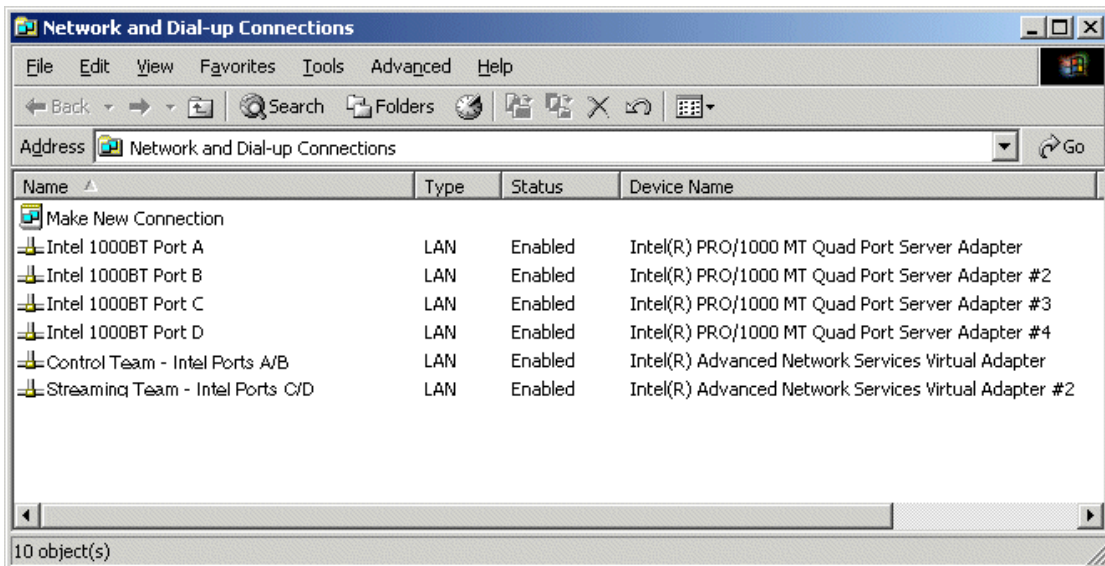 Network and Dial-up Connections
File Edit View Favorites Tools Advanced Help
Back Search Folders
Address Network and Dial-up Connections Go
Name Type Status Device Name
Make New Connection
Intel 1000BT Port A LAN Enabled Intel(R) PRO/1000 MT Quad Port Server Adapter
Intel 1000BT Port B LAN Enabled Intel(R) PRO/1000 MT Quad Port Server Adapter #2
Intel 1000BT Port C LAN Enabled Intel(R) PRO/1000 MT Quad Port Server Adapter #3
Intel 1000BT Port D LAN Enabled Intel(R) PRO/1000 MT Quad Port Server Adapter #4
Control Team - Intel Ports A/B LAN Enabled Intel(R) Advanced Network Services Virtual Adapter
Streaming Team - Intel Ports C/D LAN Enabled Intel(R) Advanced Network Services Virtual Adapter #2
10 object(s)